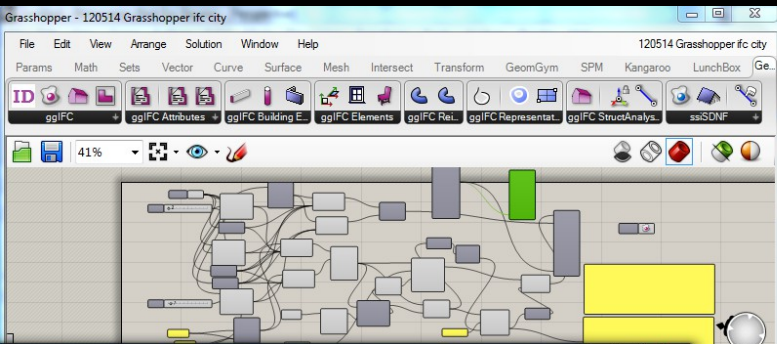 Grasshopper - 120514 Grasshopper ifc city
File Edit View Arrange Solution Window Help 120514 Grasshopper ifc city
Params Math Sets Vector Curve Surface Mesh Intersect Transform GeomGym SPM Kangaroo LunchBox Ge...
ID
ggIFC ggIFC Attributes ggIFC Building E... ggIFC Elements ggIFC Rei... ggIFC Representat... ggIFC StructAnalys... ssiSDNF
41%